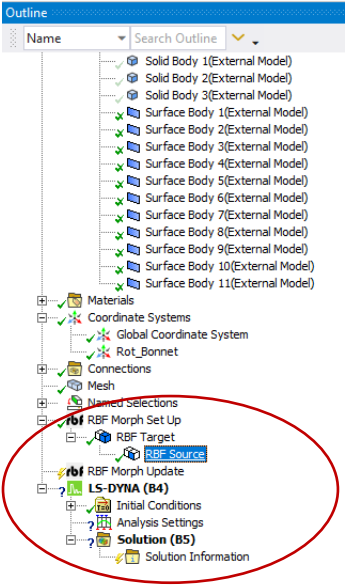 Outline
Name Search Outline
Solid Body 1(External Model)
Solid Body 2(External Model)
Solid Body 3(External Model)
Surface Body 1(External Model)
Surface Body 2(External Model)
Surface Body 3(External Model)
Surface Body 4(External Model)
Surface Body 5(External Model)
Surface Body 6(External Model)
Surface Body 7(External Model)
Surface Body 8(External Model)
Surface Body 9(External Model)
Surface Body 10(External Model)
Surface Body 11(External Model)
Materials
Coordinate Systems
Global Coordinate System
Rot_Bonnet
Connections
Mesh
Named Selections
rbf RBF Morph Set Up
RBF Target
RBF Source
rbf RBF Morph Update
? LS-DYNA (B4)
T=0 Initial Conditions
? Analysis Settings
? Solution (B5)
Solution Information